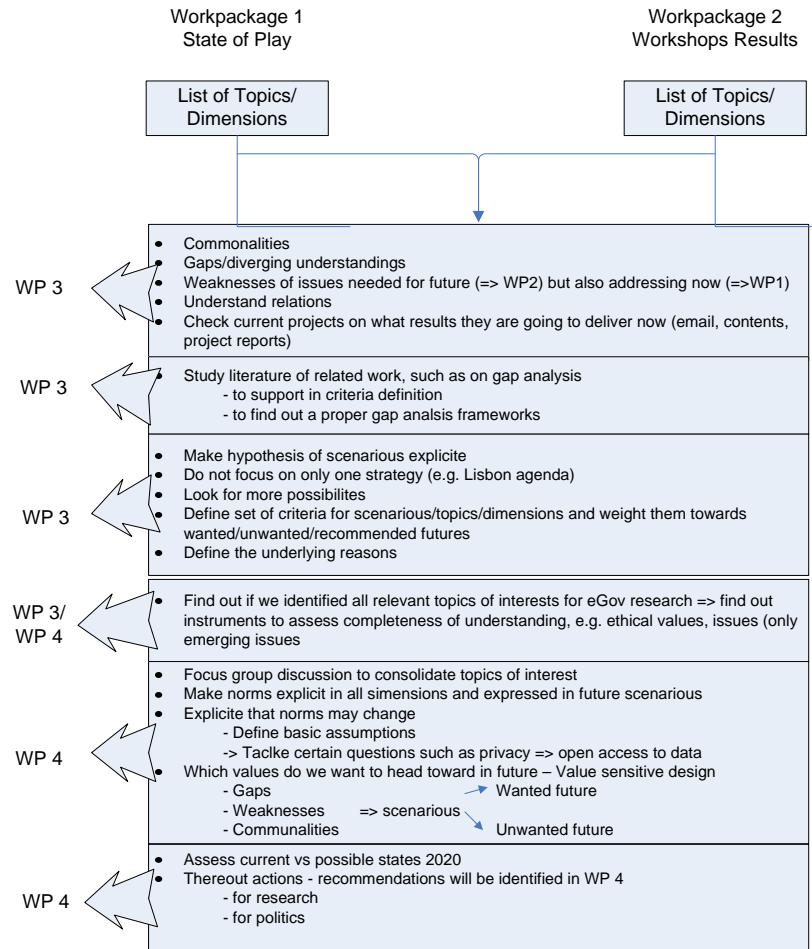 Workpackage 1
State of Play
Workpackage 2
Workshops Results
List of Topics/
Dimensions
List of Topics/
Dimensions
WP 3
• Commonalities
• Gaps/diverging understandings
• Weaknesses of issues needed for future (=> WP2) but also addressing now (=>WP1)
• Understand relations
• Check current projects on what results they are going to deliver now (email, contents,
project reports)
WP 3
• Study literature of related work, such as on gap analysis
- to support in criteria definition
- to find out a proper gap analsis frameworks
WP 3
• Make hypothesis of scenarious explicite
• Do not focus on only one strategy (e.g. Lisbon agenda)
• Look for more possibilites
• Define set of criteria for scenarious/topics/dimensions and weight them towards
wanted/unwanted/recommended futures
• Define the underlying reasons
WP 3/
WP 4
• Find out if we identified all relevant topics of interests for eGov research => find out
instruments to assess completeness of understanding, e.g. ethical values, issues (only
emerging issues
WP 4
• Focus group discussion to consolidate topics of interest
• Make norms explicit in all simensions and expressed in future scenarious
• Explicite that norms may change
- Define basic assumptions
-> Taclke certain questions such as privacy => open access to data
• Which values do we want to head toward in future – Value sensitive design
- Gaps Wanted future
- Weaknesses => scenarious
- Communalities Unwanted future
WP 4
• Assess current vs possible states 2020
• Thereout actions - recommendations will be identified in WP 4
- for research
- for politics